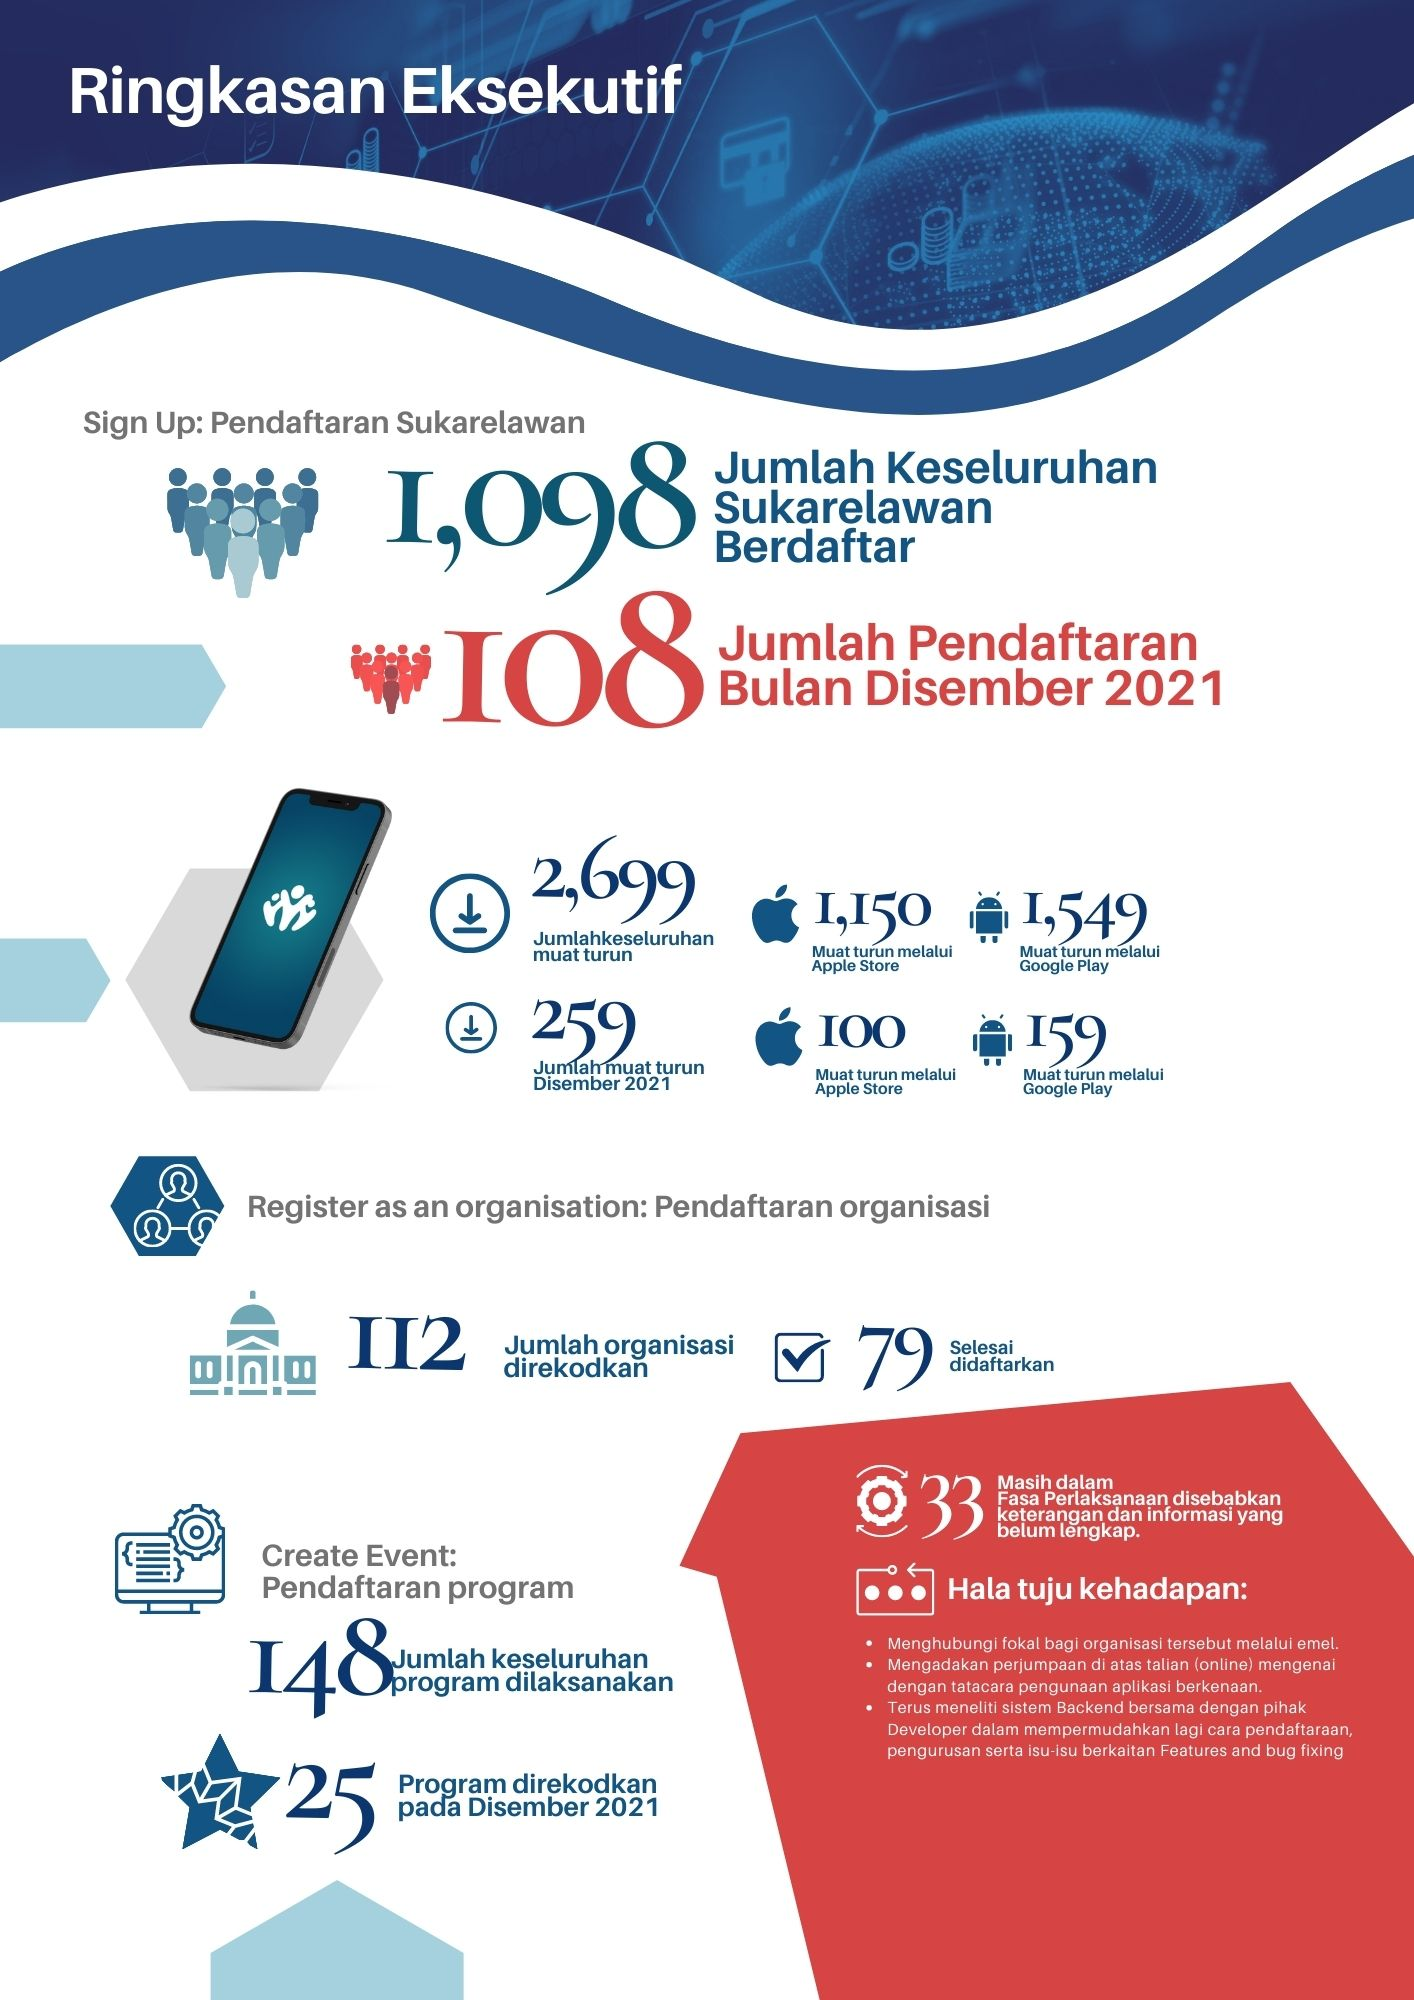 Ringkasan Eksekutif
Sign Up: Pendaftaran Sukarelawan
1,098
Jumlah Keseluruhan
Sukarelawan
Berdaftar
108
Jumlah Pendaftaran
Bulan Disember 2021
2,699
Jumlahkeseluruhan
muat turun
1,150
Muat turun melalui
Apple Store
1,549
Muat turun melalui
Google Play
259
Jumlah muat turun
Disember 2021
100
Muat turun melalui
Apple Store
159
Muat turun melalui
Google Play
Register as an organisation: Pendaftaran organisasi
112
Jumlah organisasi
direkodkan
79
Selesai
didaftarkan
33
Masih dalam
Fasa Perlaksanaan disebabkan
keterangan dan informasi yang
belum lengkap.
Hala tuju kehadapan:
• Menghubungi fokal bagi organisasi tersebut melalui emel.
• Mengadakan perjumpaan di atas talian (online) mengenai
dengan tatacara pengunaan aplikasi berkenaan.
• Terus meneliti sistem Backend bersama dengan pihak
Developer dalam mempermudahkan lagi cara pendaftaraan,
pengurusan serta isu-isu berkaitan Features and bug fixing
Create Event:
Pendaftaran program
148
Jumlah keseluruhan
program dilaksanakan
25
Program direkodkan
pada Disember 2021